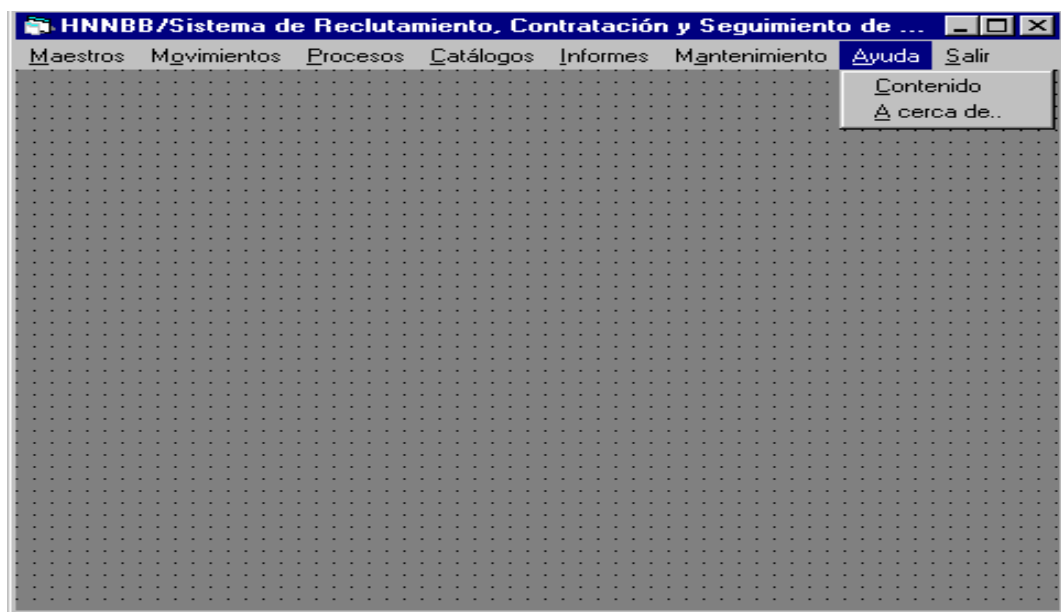 HNNBB/Sistema de Reclutamiento, Contratación y Seguimiento de ...
Maestros Movimientos Procesos Catálogos Informes Mantenimiento Ayuda Salir
Contenido
A cerca de..